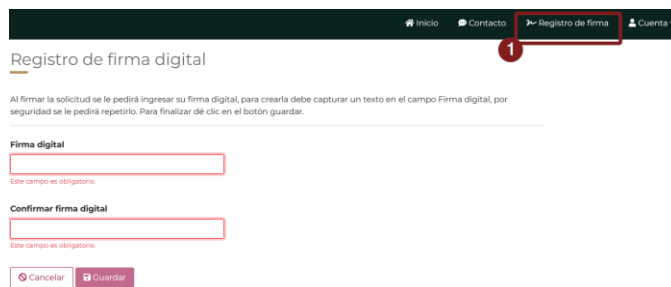 Inicio Contacto Registro de firma Cuenta
1
Registro de firma digital
Al firmar la solicitud se le pedirá ingresar su firma digital, para crearla debe capturar un texto en el campo Firma digital, por
seguridad se le pedirá repetirlo. Para finalizar dé clic en el botón guardar.
Firma digital
Este campo es obligatorio.
Confirmar firma digital
Este campo es obligatorio.
Cancelar Guardar